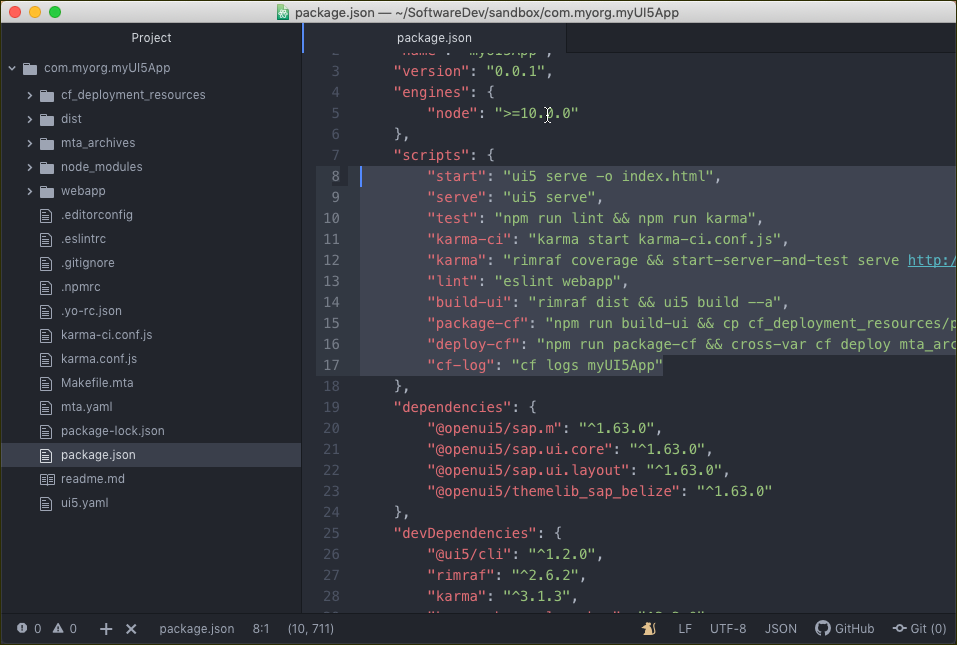 package.json — ~/SoftwareDev/sandbox/com.myorg.myUI5App
Project
com.myorg.myUI5App
cf_deployment_resources
dist
mta_archives
node_modules
webapp
.editorconfig
.eslintrc
.gitignore
.npmrc
.yo-rc.json
karma-ci.conf.js
karma.conf.js
Makefile.mta
mta.yaml
package-lock.json
package.json
readme.md
ui5.yaml
package.json
2 "name": "myUI5App",
3 "version": "0.0.1",
4 "engines": {
5 "node": ">=10.0.0"
6 },
7 "scripts": {
8 "start": "ui5 serve -o index.html",
9 "serve": "ui5 serve",
10 "test": "npm run lint && npm run karma",
11 "karma-ci": "karma start karma-ci.conf.js",
12 "karma": "rimraf coverage && start-server-and-test serve http:/
13 "lint": "eslint webapp",
14 "build-ui": "rimraf dist && ui5 build --a",
15 "package-cf": "npm run build-ui && cp cf_deployment_resources/p
16 "deploy-cf": "npm run package-cf && cross-var cf deploy mta_arc
17 "cf-log": "cf logs myUI5App"
18 },
19 "dependencies": {
20 "@openui5/sap.m": "^1.63.0",
21 "@openui5/sap.ui.core": "^1.63.0",
22 "@openui5/sap.ui.layout": "^1.63.0",
23 "@openui5/themelib_sap_belize": "^1.63.0"
24 },
25 "devDependencies": {
26 "@ui5/cli": "^1.2.0",
27 "rimraf": "^2.6.2",
28 "karma": "^3.1.3",
0 0 package.json 8:1 (10, 711) LF UTF-8 JSON GitHub Git (0)